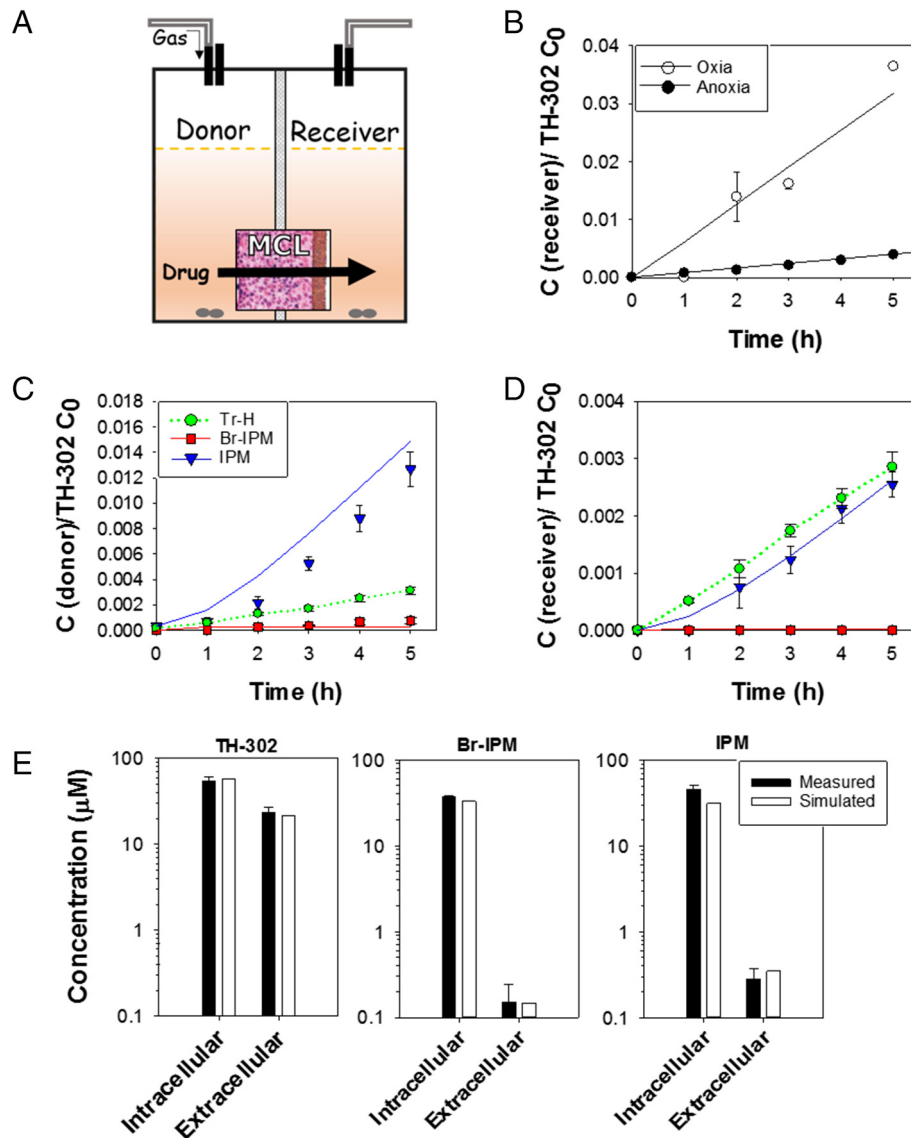 A
Gas
Donor
Receiver
MCL
Drug
B
C (receiver)/ TH-302 C0
0.04
0.03
0.02
0.01
0.00
Oxia
Anoxia
0 1 2 3 4 5
Time (h)
C
C (donor)/TH-302 C0
0.018
0.016
0.014
0.012
0.010
0.008
0.006
0.004
0.002
0.000
Tr-H
Br-IPM
IPM
0 1 2 3 4 5
Time (h)
D
C (receiver)/ TH-302 C0
0.004
0.003
0.002
0.001
0.000
0 1 2 3 4 5
Time (h)
E
Concentration (µM)
TH-302
100
10
1
0.1
Intracellular
Extracellular
Br-IPM
100
10
1
0.1
Intracellular
Extracellular
IPM
100
10
1
0.1
Measured
Simulated
Intracellular
Extracellular